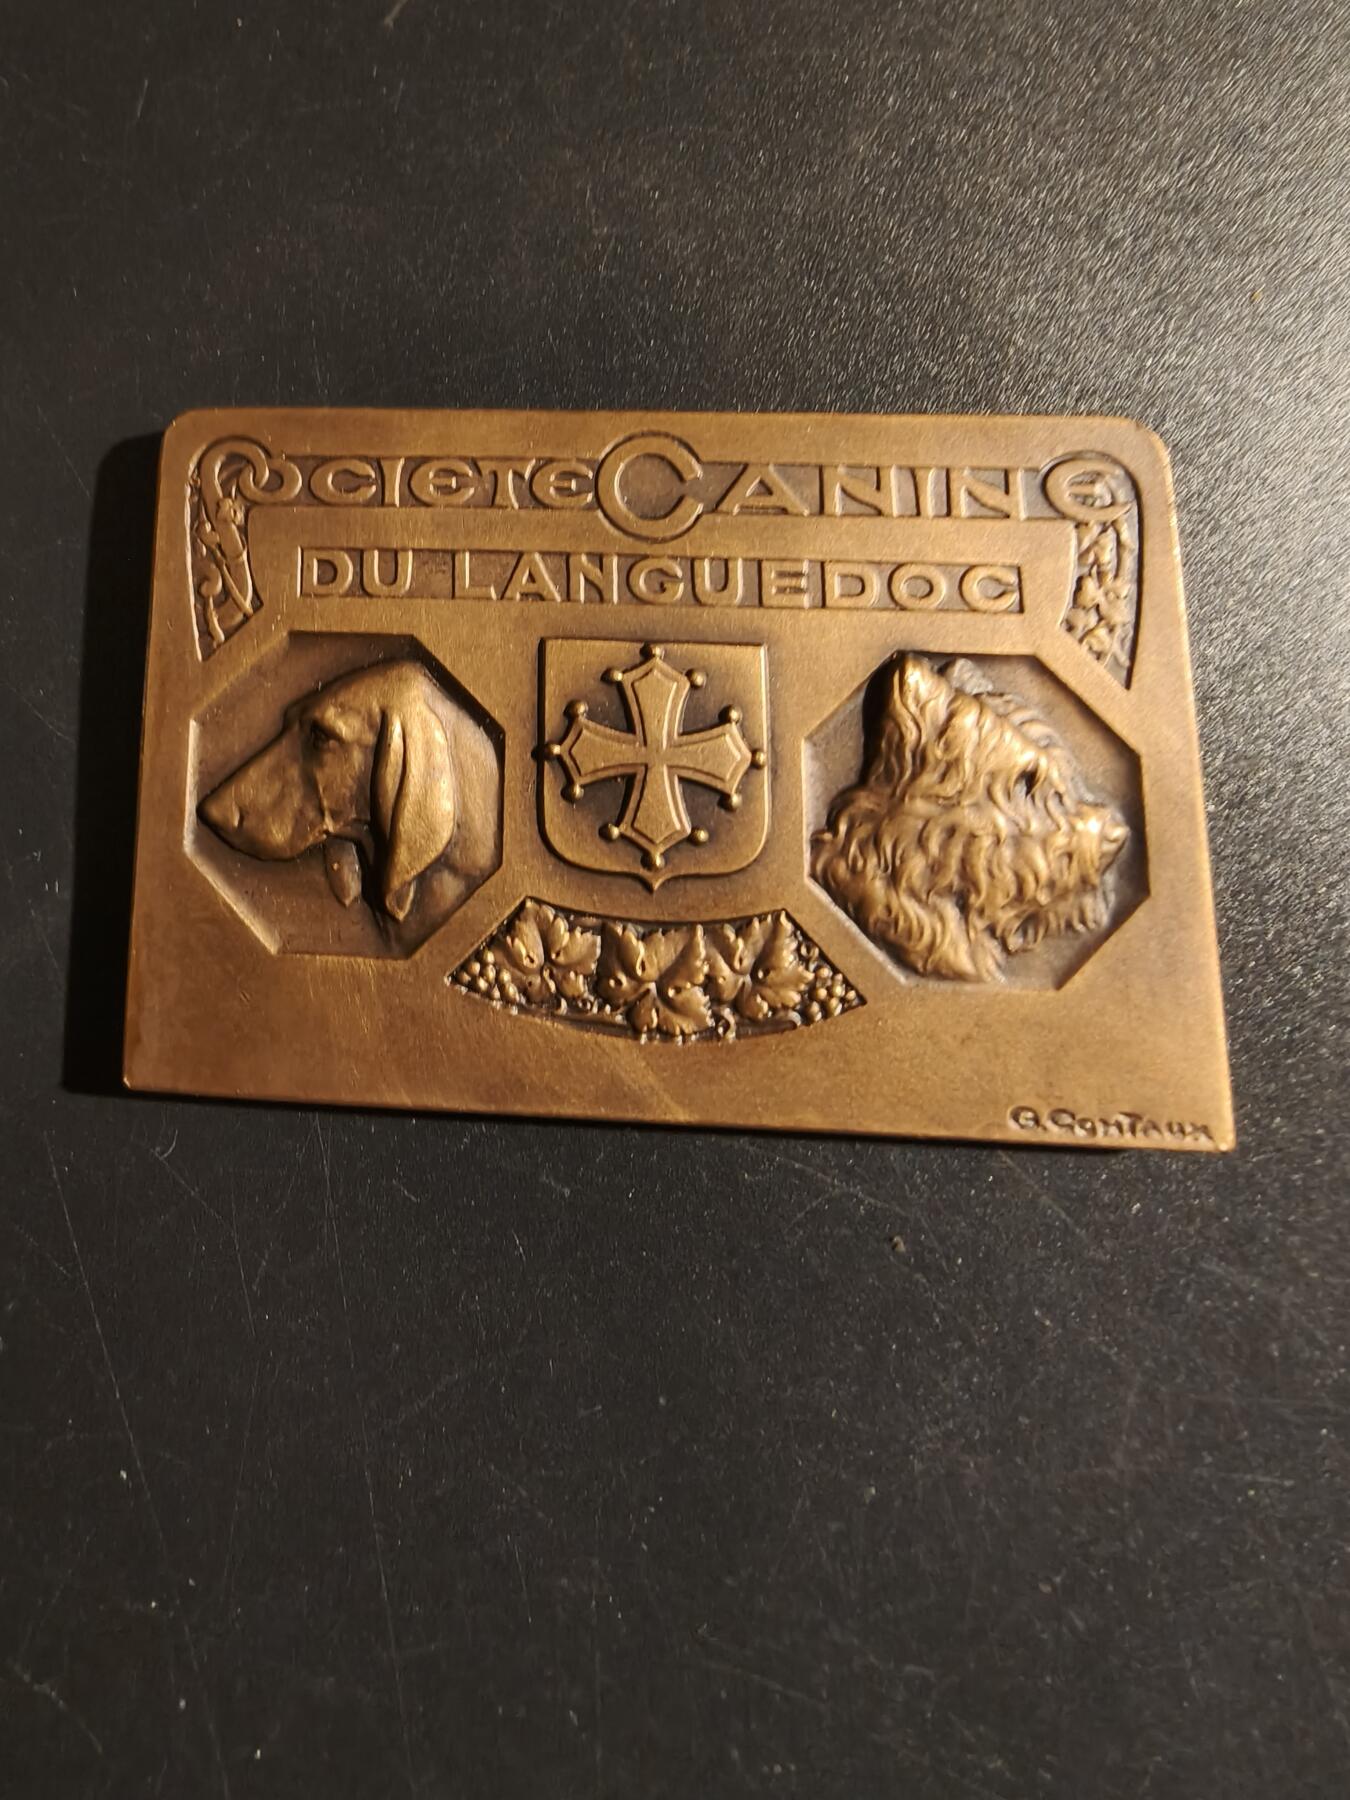 SOCIETE CANINE
DU LANGUEDOC
G. CONTAUX